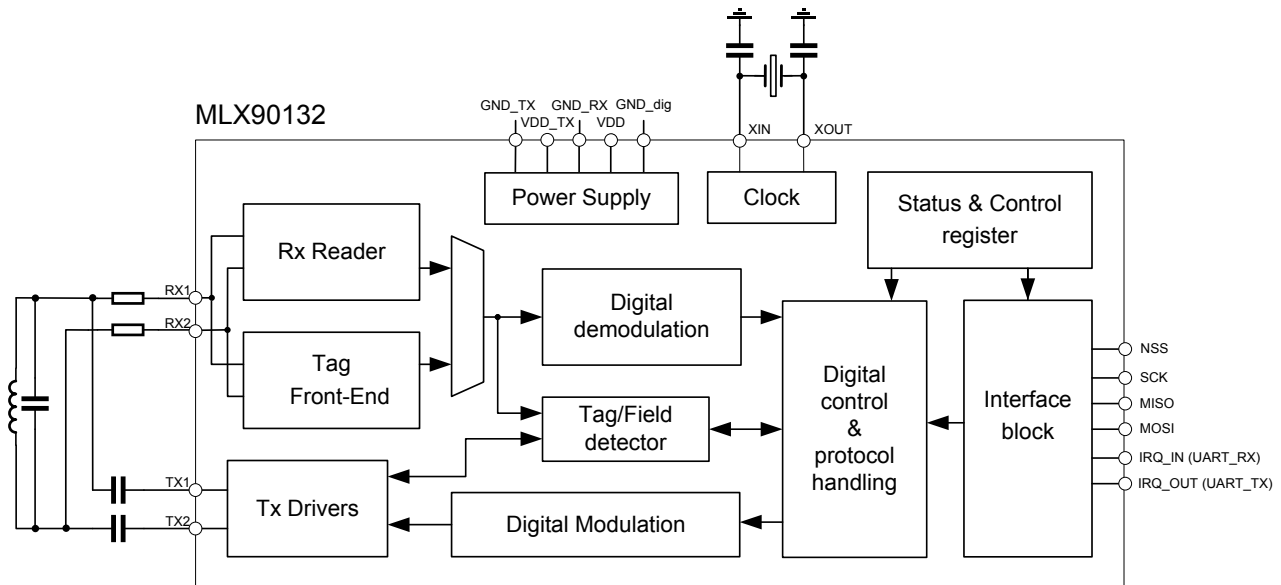 MLX90132
GND_TX
GND_RX
GND_dig
VDD_TX
VDD
XIN
XOUT
Power Supply
Clock
Status & Control
register
Rx Reader
RX1
RX2
Tag
Front-End
Digital
demodulation
Tag/Field
detector
Digital
control
&
protocol
handling
Interface
block
NSS
SCK
MISO
MOSI
IRQ_IN (UART_RX)
IRQ_OUT (UART_TX)
TX1
TX2
Tx Drivers
Digital Modulation